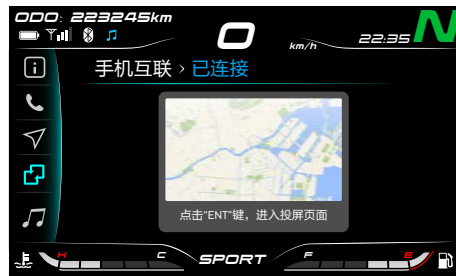 ODO: 223245km
0
km/h
22:35
N
手机互联 › 已连接
点击“ENT”键，进入投屏页面
H
C
SPORT
F
E